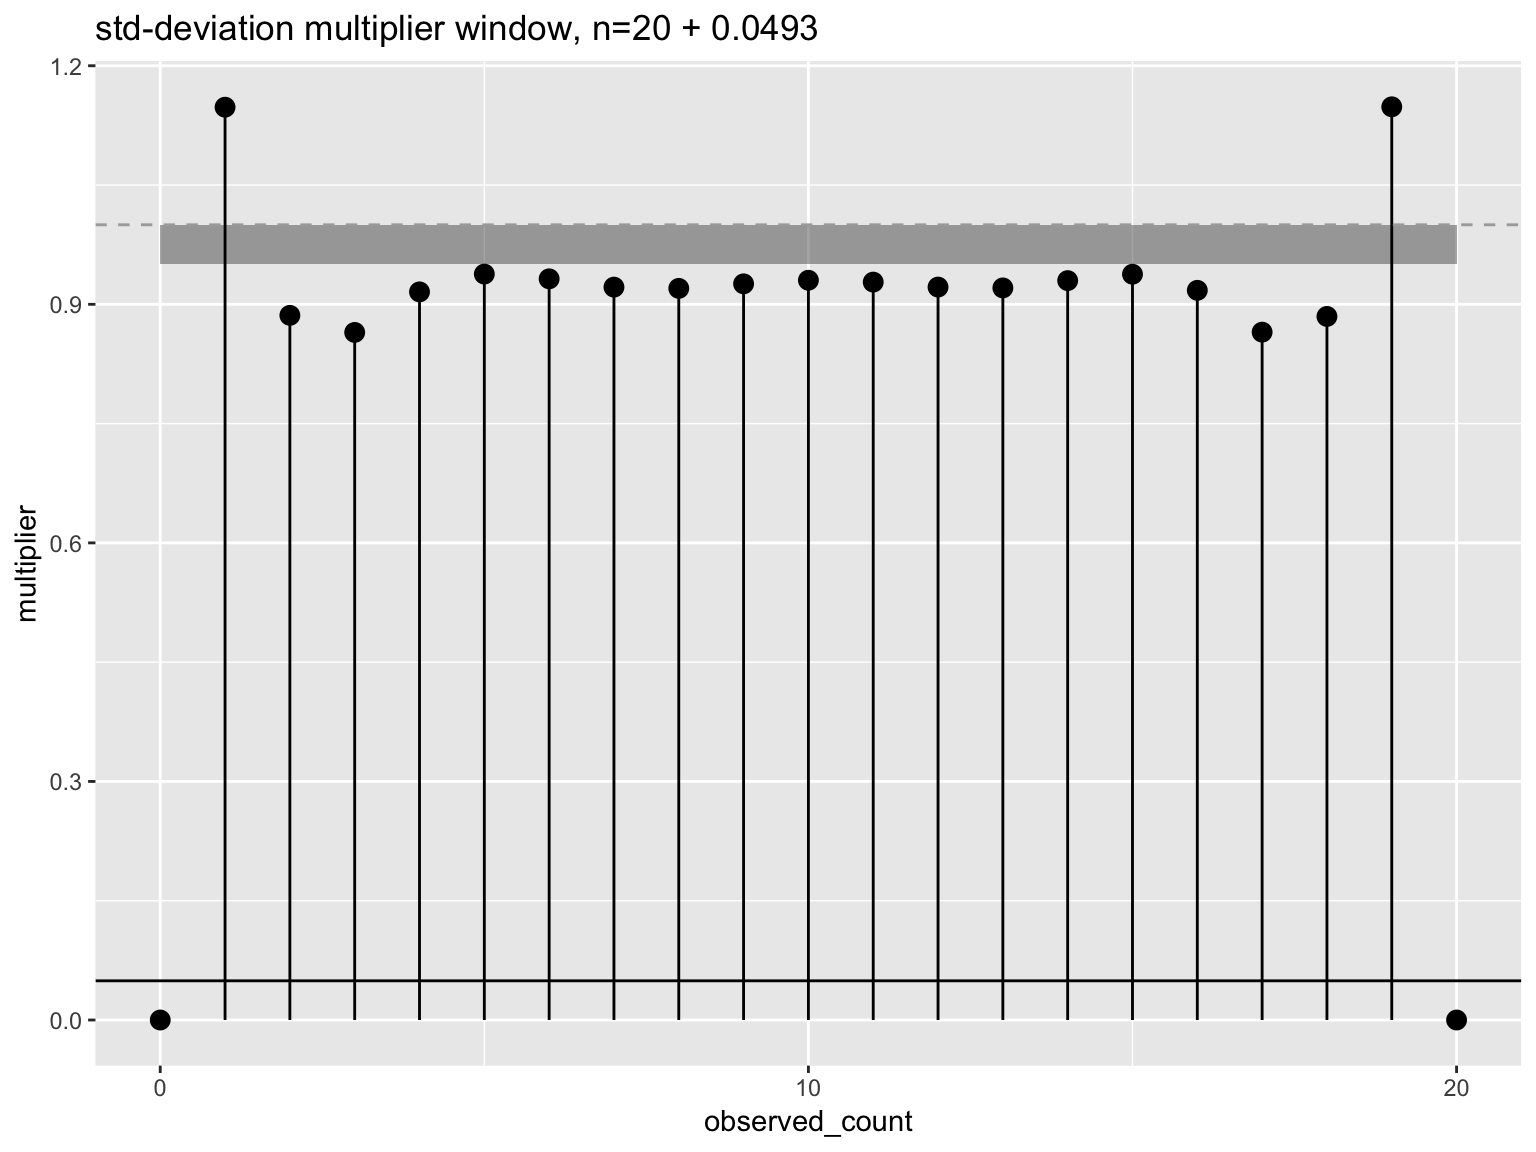 std-deviation multiplier window, n=20 + 0.0493
1.2
0.9
0.6
0.3
0.0
multiplier
0 10 20
observed_count